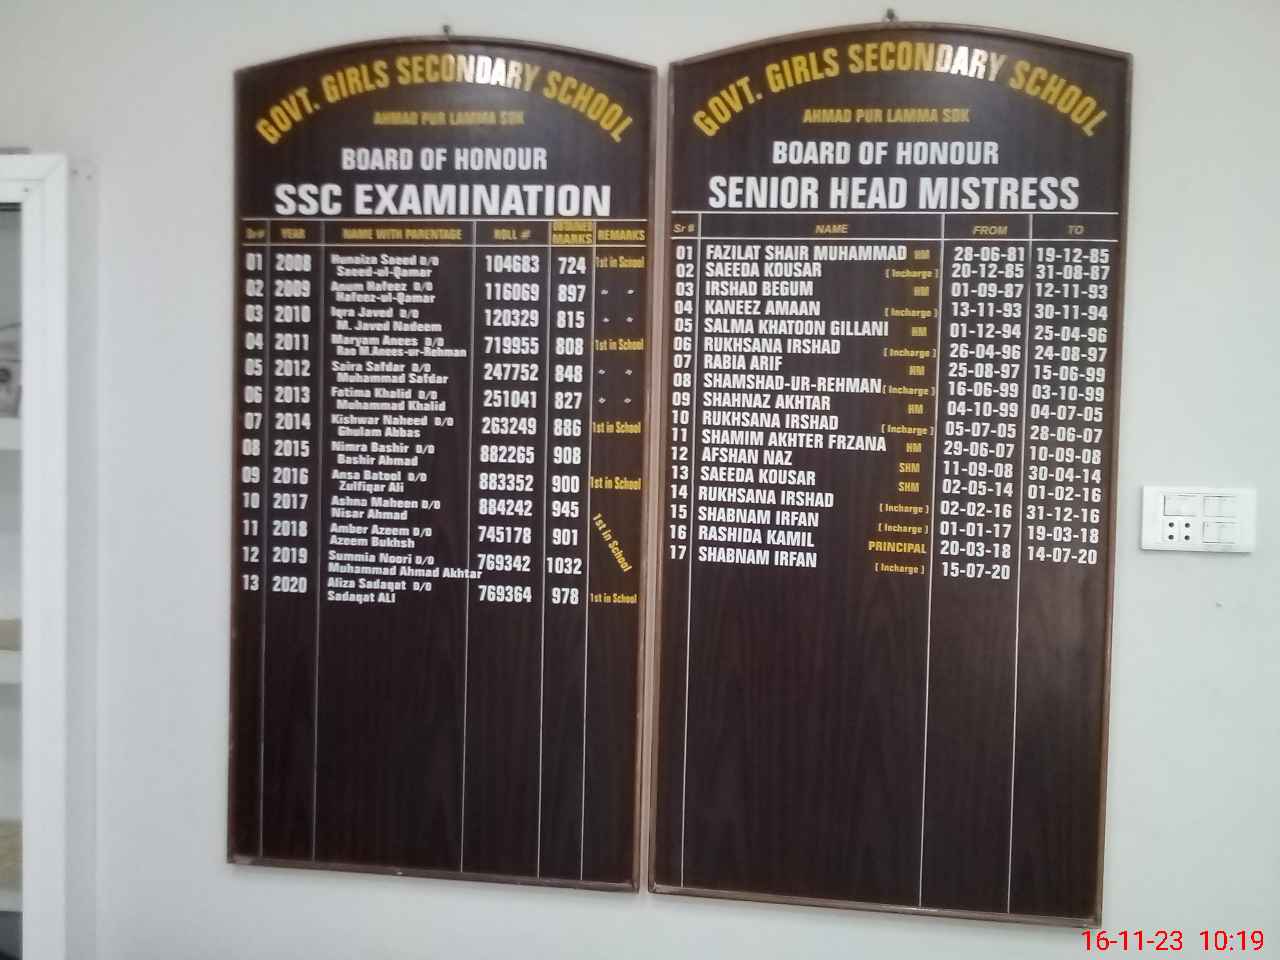 GOVT. GIRLS SECONDARY SCHOOL
AHMAD PUR LAMMA SDK
BOARD OF HONOUR
SSC EXAMINATION
Sr# YEAR NAME WITH PARENTAGE ROLL # OBTAINED MARKS REMARKS
01 2008 Hunaiza Saeed D/O Saeed-ul-Qamar 104683 724 1st in School
02 2009 Anum Hafeez D/O Hafeez-ul-Qamar 116069 897 " "
03 2010 Iqra Javed D/O M. Javed Nadeem 120329 815 " "
04 2011 Maryam Anees D/O Rao M.Anees-ur-Rehman 719955 808 1st in School
05 2012 Saira Safdar D/O Muhammad Safdar 247752 848 " "
06 2013 Fatima Khalid D/O Muhammad Khalid 251041 827 " "
07 2014 Kishwar Naheed D/O Ghulam Abbas 263249 886 1st in School
08 2015 Nimra Bashir D/O Bashir Ahmad 882265 908
09 2016 Ansa Batool D/O Zulfiqar Ali 883352 900 1st in School
10 2017 Ashna Maheen D/O Nisar Ahmad 884242 945
11 2018 Amber Azeem D/O Azeem Bukhsh 745178 901 1st in School
12 2019 Summia Noori D/O Muhammad Ahmad Akhtar 769342 1032
13 2020 Aliza Sadaqat D/O Sadaqat ALI 769364 978 1st in School
GOVT. GIRLS SECONDARY SCHOOL
AHMAD PUR LAMMA SDK
BOARD OF HONOUR
SENIOR HEAD MISTRESS
Sr # NAME FROM TO
01 FAZILAT SHAIR MUHAMMAD HM 28-06-81 19-12-85
02 SAEEDA KOUSAR [ Incharge ] 20-12-85 31-08-87
03 IRSHAD BEGUM HM 01-09-87 12-11-93
04 KANEEZ AMAAN [ Incharge ] 13-11-93 30-11-94
05 SALMA KHATOON GILLANI HM 01-12-94 25-04-96
06 RUKHSANA IRSHAD [ Incharge ] 26-04-96 24-08-97
07 RABIA ARIF HM 25-08-97 15-06-99
08 SHAMSHAD-UR-REHMAN [ Incharge ] 16-06-99 03-10-99
09 SHAHNAZ AKHTAR HM 04-10-99 04-07-05
10 RUKHSANA IRSHAD [ Incharge ] 05-07-05 28-06-07
11 SHAMIM AKHTER FRZANA HM 29-06-07 10-09-08
12 AFSHAN NAZ SHM 11-09-08 30-04-14
13 SAEEDA KOUSAR SHM 02-05-14 01-02-16
14 RUKHSANA IRSHAD [ Incharge ] 02-02-16 31-12-16
15 SHABNAM IRFAN [ Incharge ] 01-01-17 19-03-18
16 RASHIDA KAMIL PRINCIPAL 20-03-18 14-07-20
17 SHABNAM IRFAN [ Incharge ] 15-07-20
16-11-23 10:19